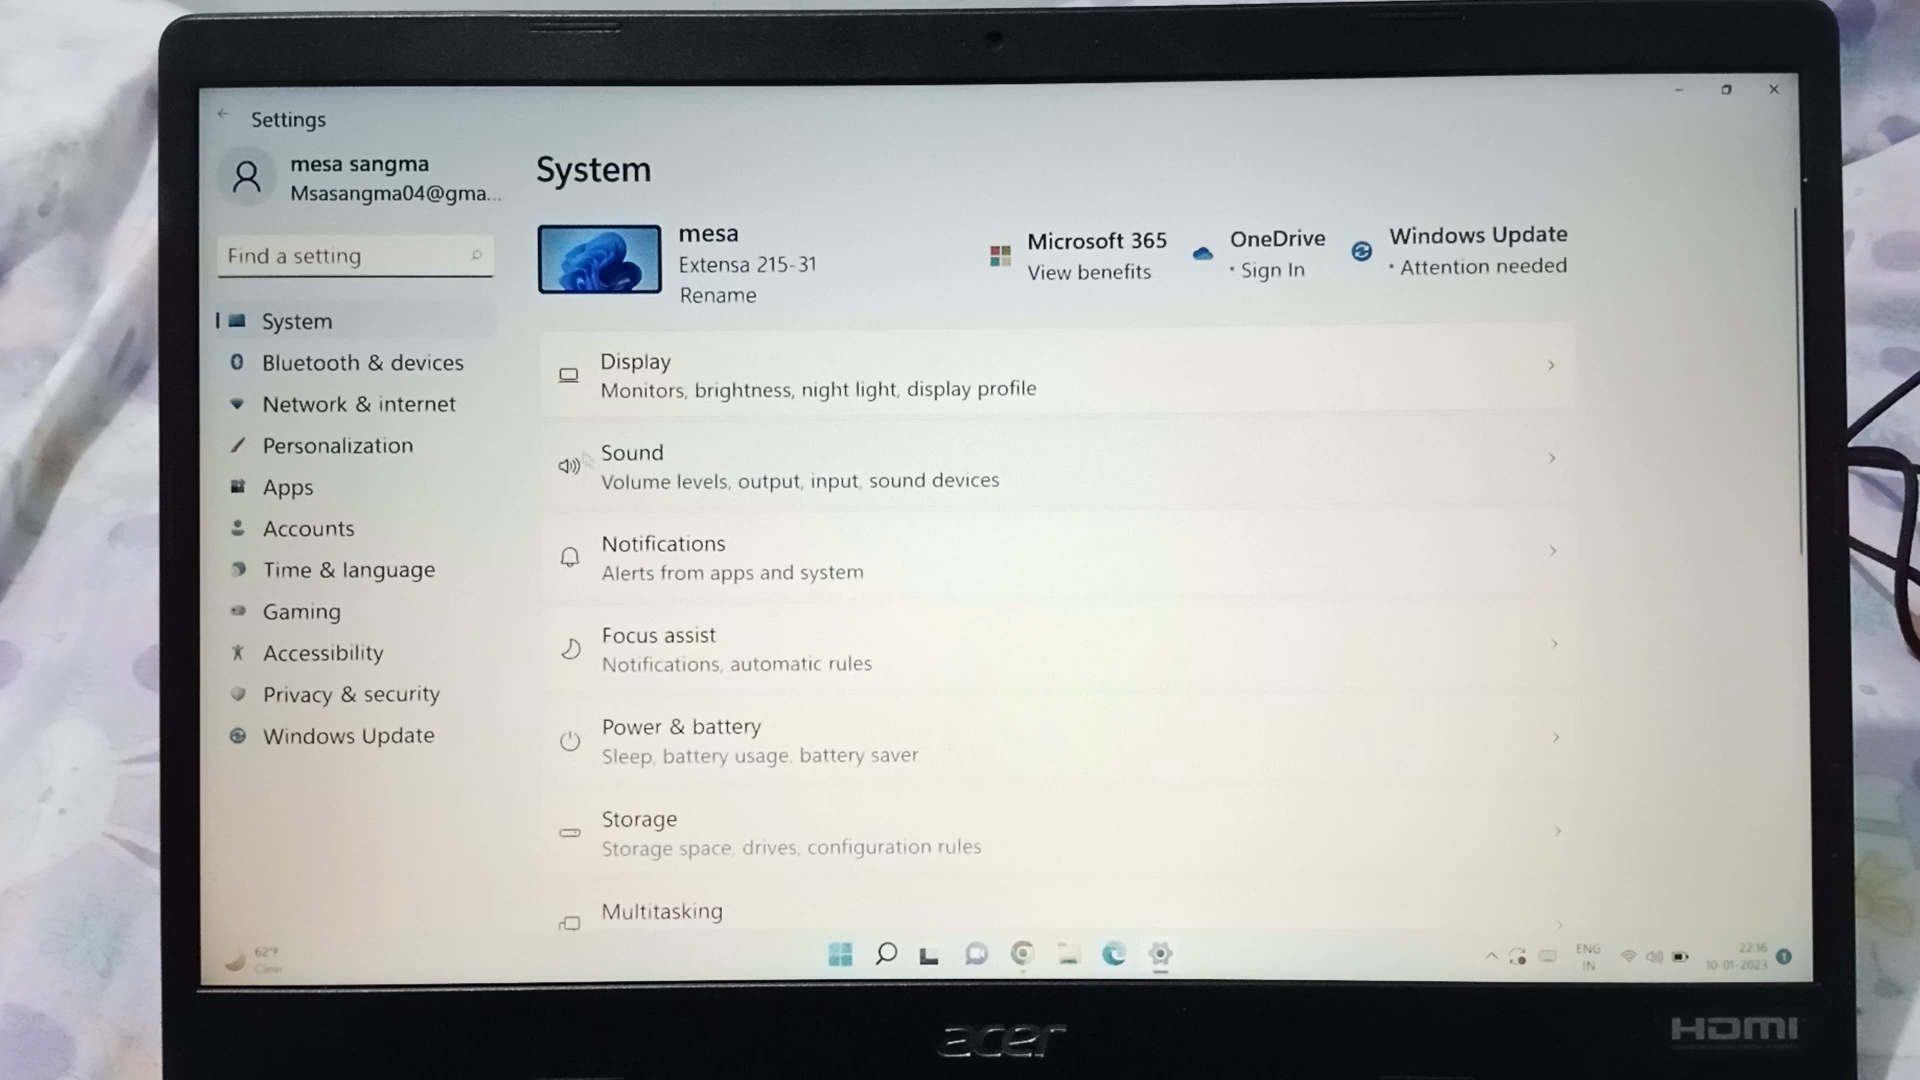 Settings
mesa sangma
Msasangma04@gma...
Find a setting
System
Bluetooth & devices
Network & internet
Personalization
Apps
Accounts
Time & language
Gaming
Accessibility
Privacy & security
Windows Update
System
mesa
Extensa 215-31
Rename
Microsoft 365
View benefits
OneDrive
• Sign In
Windows Update
• Attention needed
Display
Monitors, brightness, night light, display profile
Sound
Volume levels, output, input, sound devices
Notifications
Alerts from apps and system
Focus assist
Notifications, automatic rules
Power & battery
Sleep, battery usage, battery saver
Storage
Storage space, drives, configuration rules
Multitasking
62°F
Clear
ENG
IN
22:16
10-01-2023
1
acer
HDMI